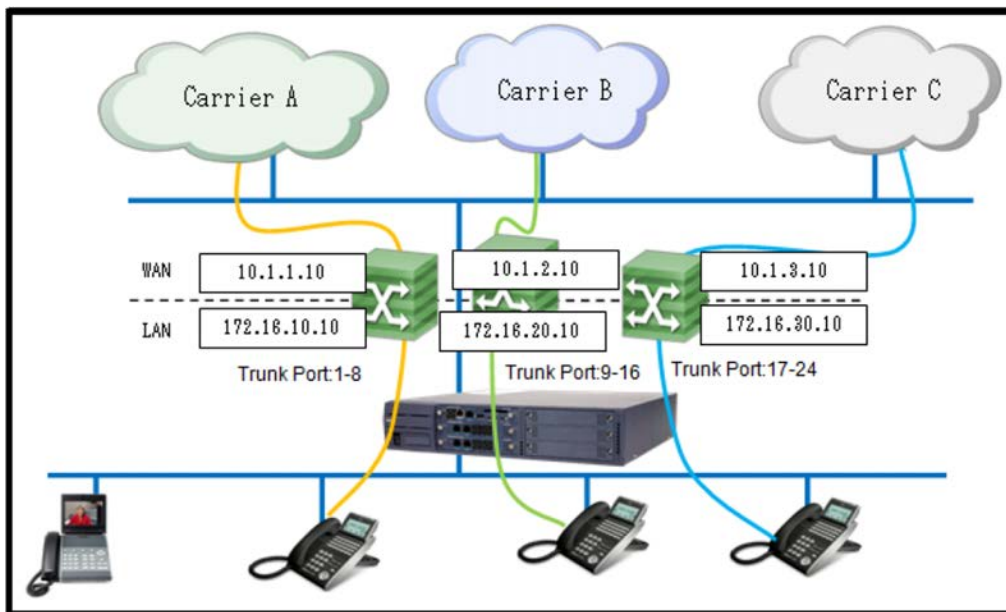 Carrier A
Carrier B
Carrier C
WAN
10.1.1.10
10.1.2.10
10.1.3.10
LAN
172.16.10.10
172.16.20.10
172.16.30.10
Trunk Port:1-8
Trunk Port:9-16
Trunk Port:17-24